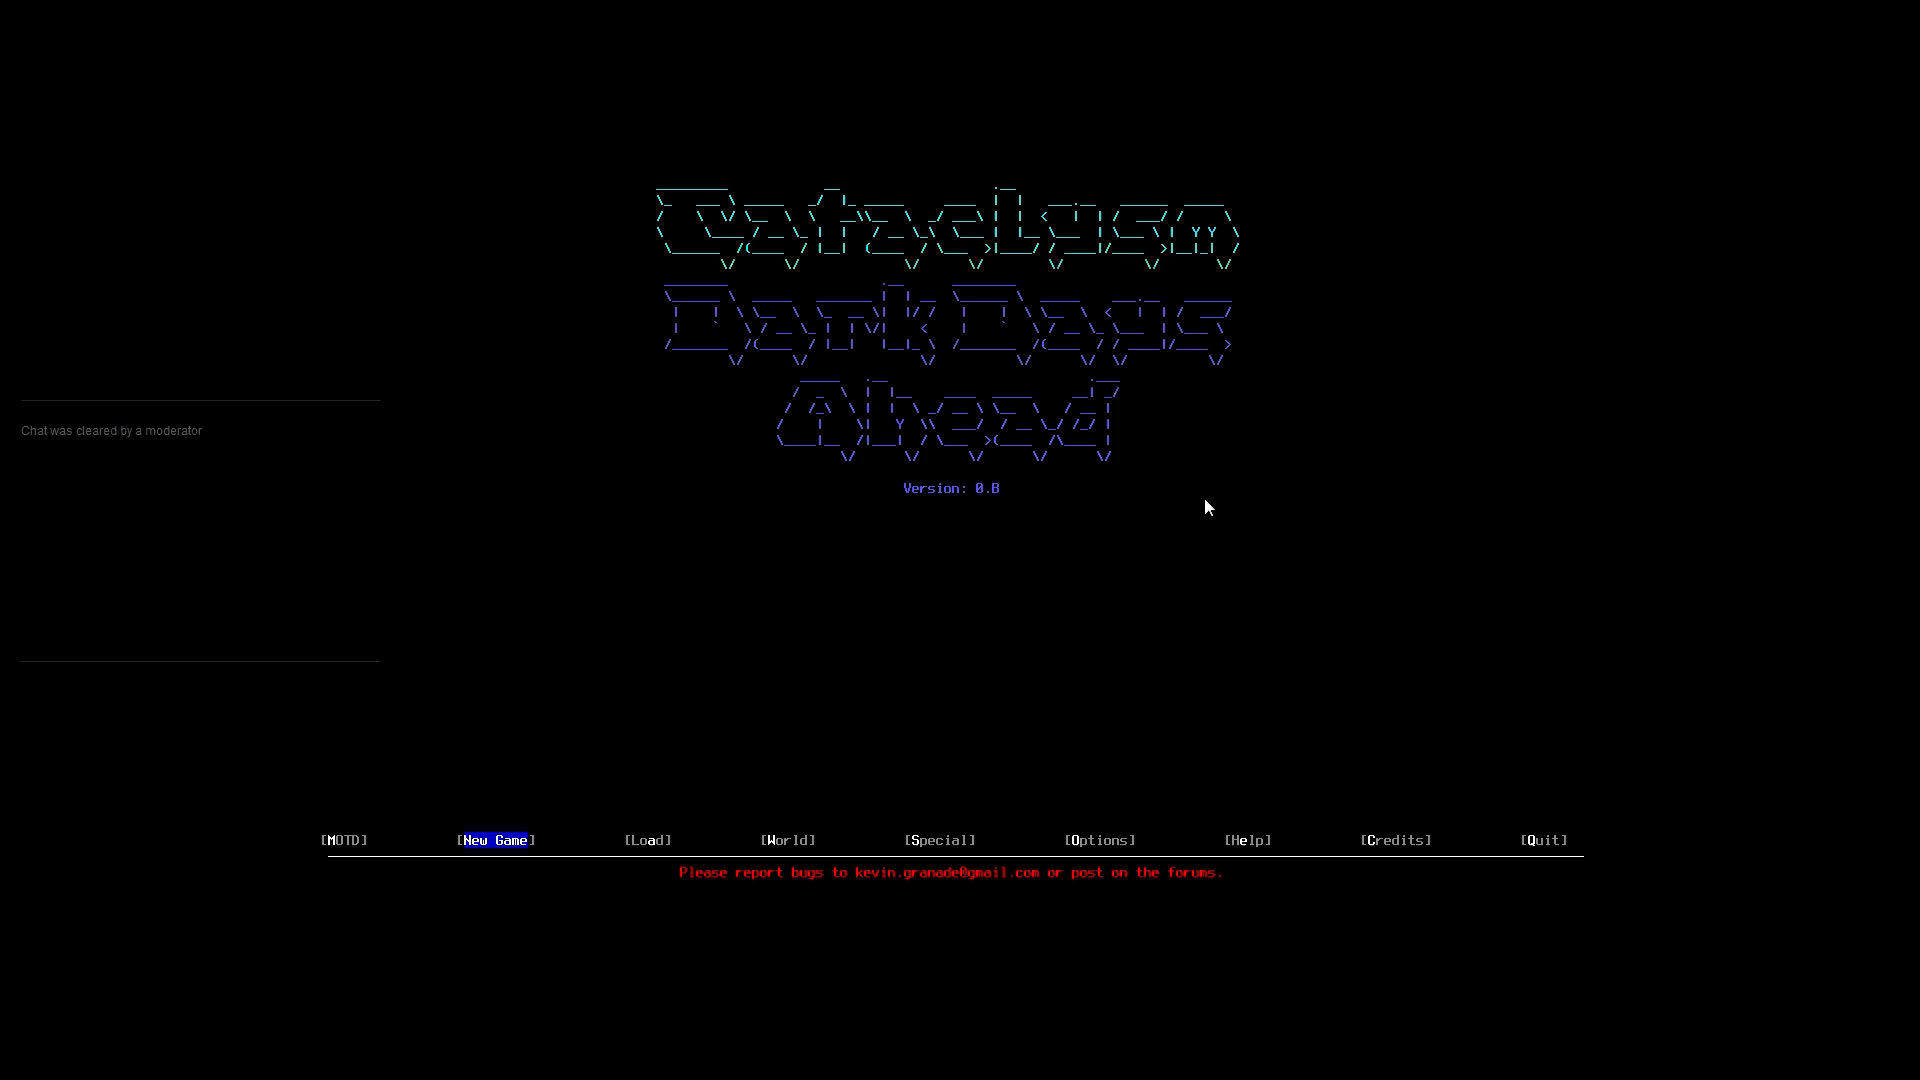 Cataclysm
Dark Days
Ahead
Version: 0.B
Chat was cleared by a moderator
[MOTD] [New Game] [Load] [World] [Special] [Options] [Help] [Credits] [Quit]
Please report bugs to kevin.granade@gmail.com or post on the forums.